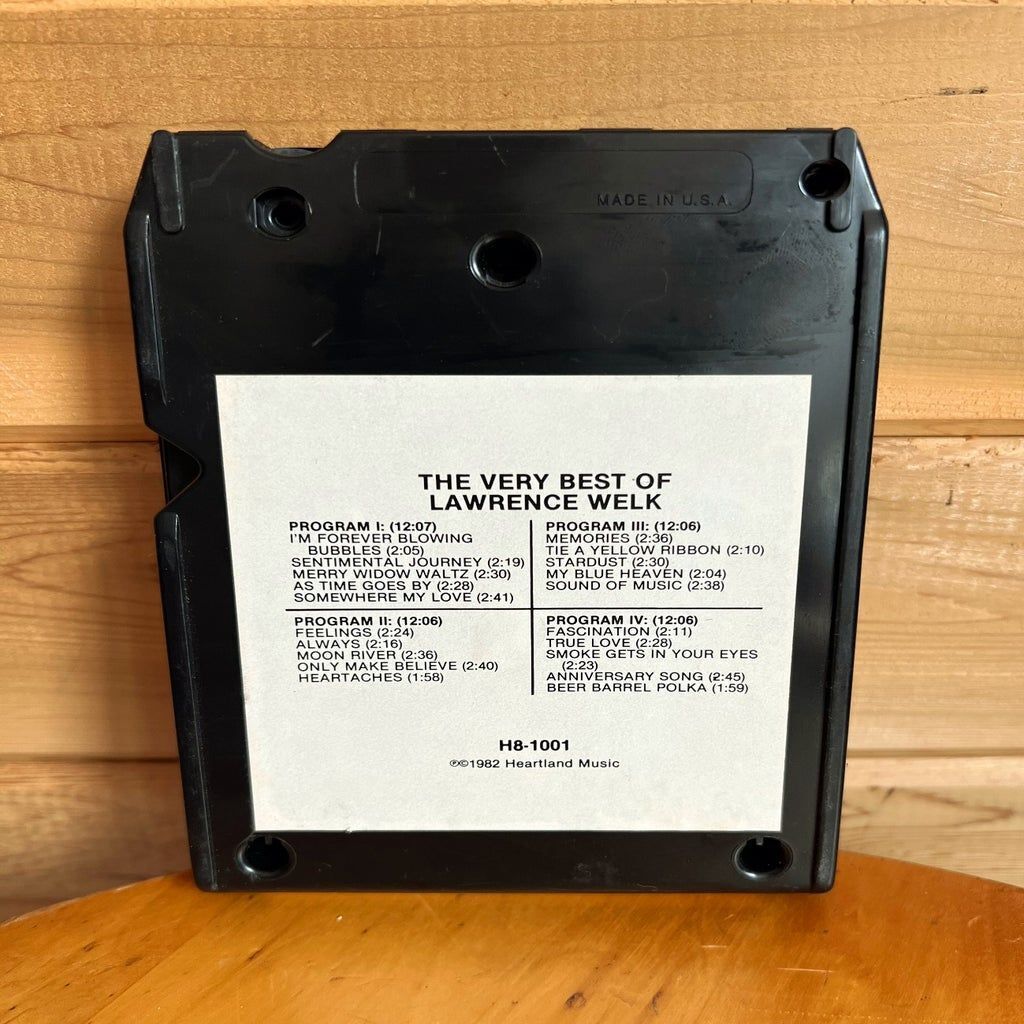 MADE IN U.S.A.
THE VERY BEST OF
LAWRENCE WELK
PROGRAM I: (12:07)
I'M FOREVER BLOWING
BUBBLES (2:05)
SENTIMENTAL JOURNEY (2:19)
MERRY WIDOW WALTZ (2:30)
AS TIME GOES BY (2:28)
SOMEWHERE MY LOVE (2:41)
PROGRAM II: (12:06)
FEELINGS (2:24)
ALWAYS (2:16)
MOON RIVER (2:36)
ONLY MAKE BELIEVE (2:40)
HEARTACHES (1:58)
PROGRAM III: (12:06)
MEMORIES (2:36)
TIE A YELLOW RIBBON (2:10)
STARDUST (2:30)
MY BLUE HEAVEN (2:04)
SOUND OF MUSIC (2:38)
PROGRAM IV: (12:06)
FASCINATION (2:11)
TRUE LOVE (2:28)
SMOKE GETS IN YOUR EYES
(2:23)
ANNIVERSARY SONG (2:45)
BEER BARREL POLKA (1:59)
H8-1001
℗©1982 Heartland Music